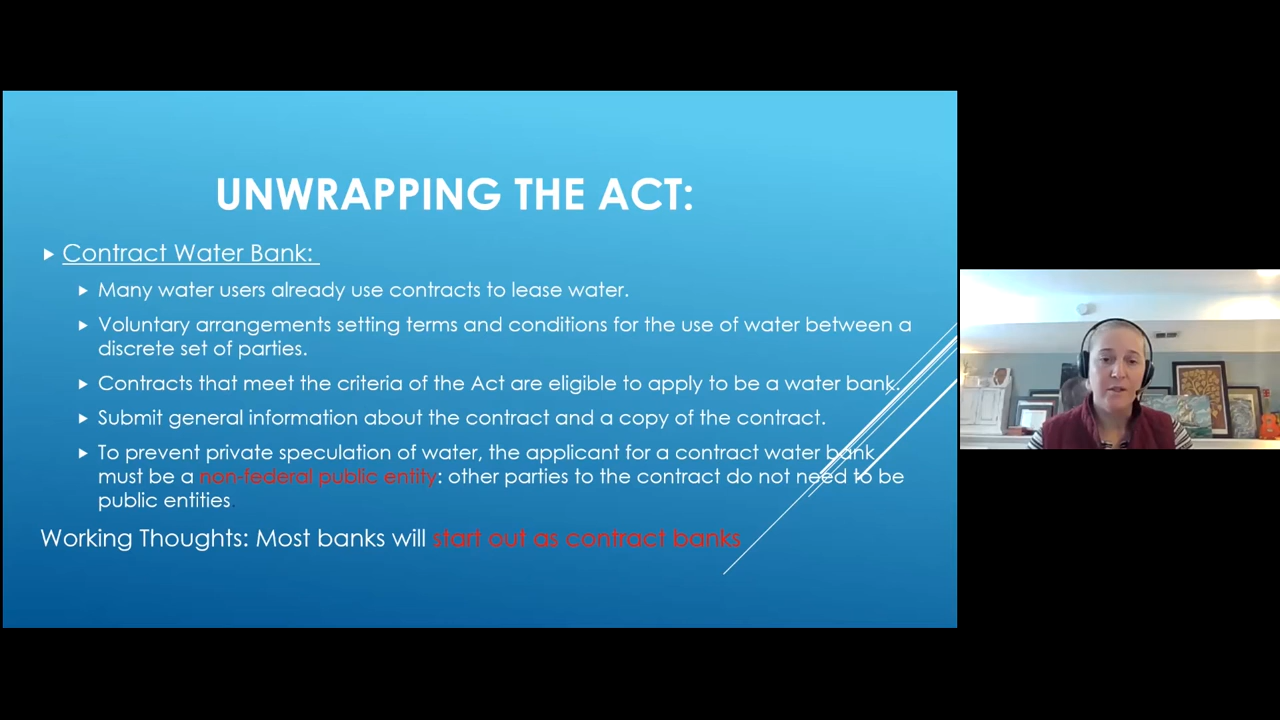 UNWRAPPING THE ACT:
Contract Water Bank:
Many water users already use contracts to lease water.
Voluntary arrangements setting terms and conditions for the use of water between a
discrete set of parties.
Contracts that meet the criteria of the Act are eligible to apply to be a water bank.
Submit general information about the contract and a copy of the contract.
To prevent private speculation of water, the applicant for a contract water bank
must be a non-federal public entity: other parties to the contract do not need to be
public entities.
Working Thoughts: Most banks will start out as contract banks